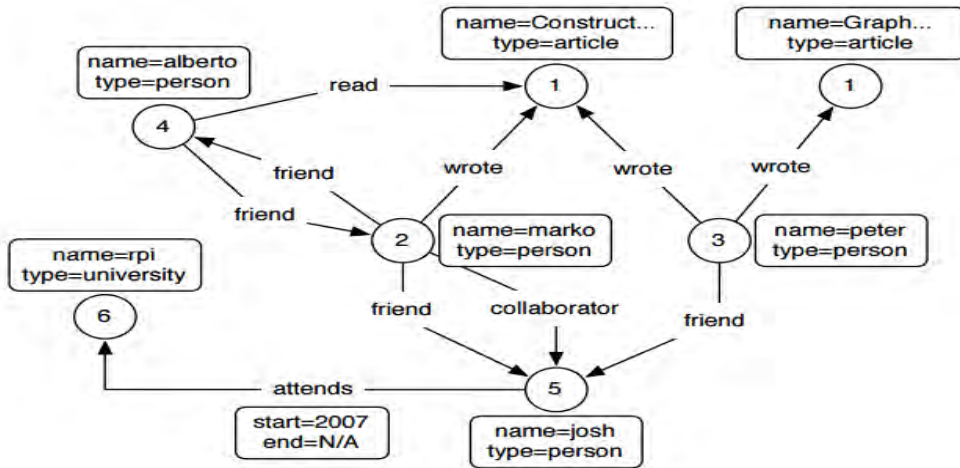 name=Construct...
type=article
name=Graph...
type=article
name=alberto
type=person
1
1
read
4
wrote
wrote
wrote
friend
friend
2
name=marko
type=person
3
name=peter
type=person
name=rpi
type=university
6
friend
collaborator
friend
attends
5
start=2007
end=N/A
name=josh
type=person